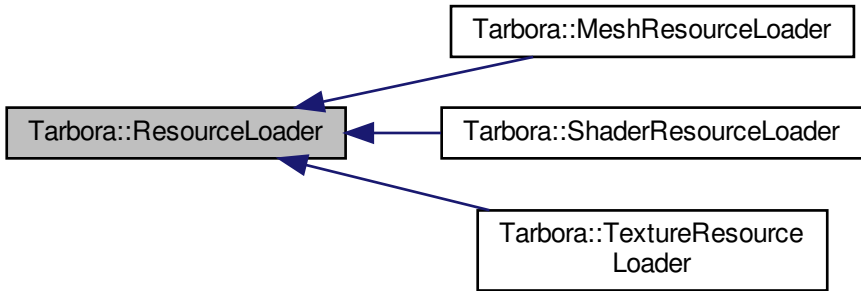 Tarbora::MeshResourceLoader
Tarbora::ResourceLoader
Tarbora::ShaderResourceLoader
Tarbora::TextureResource
Loader